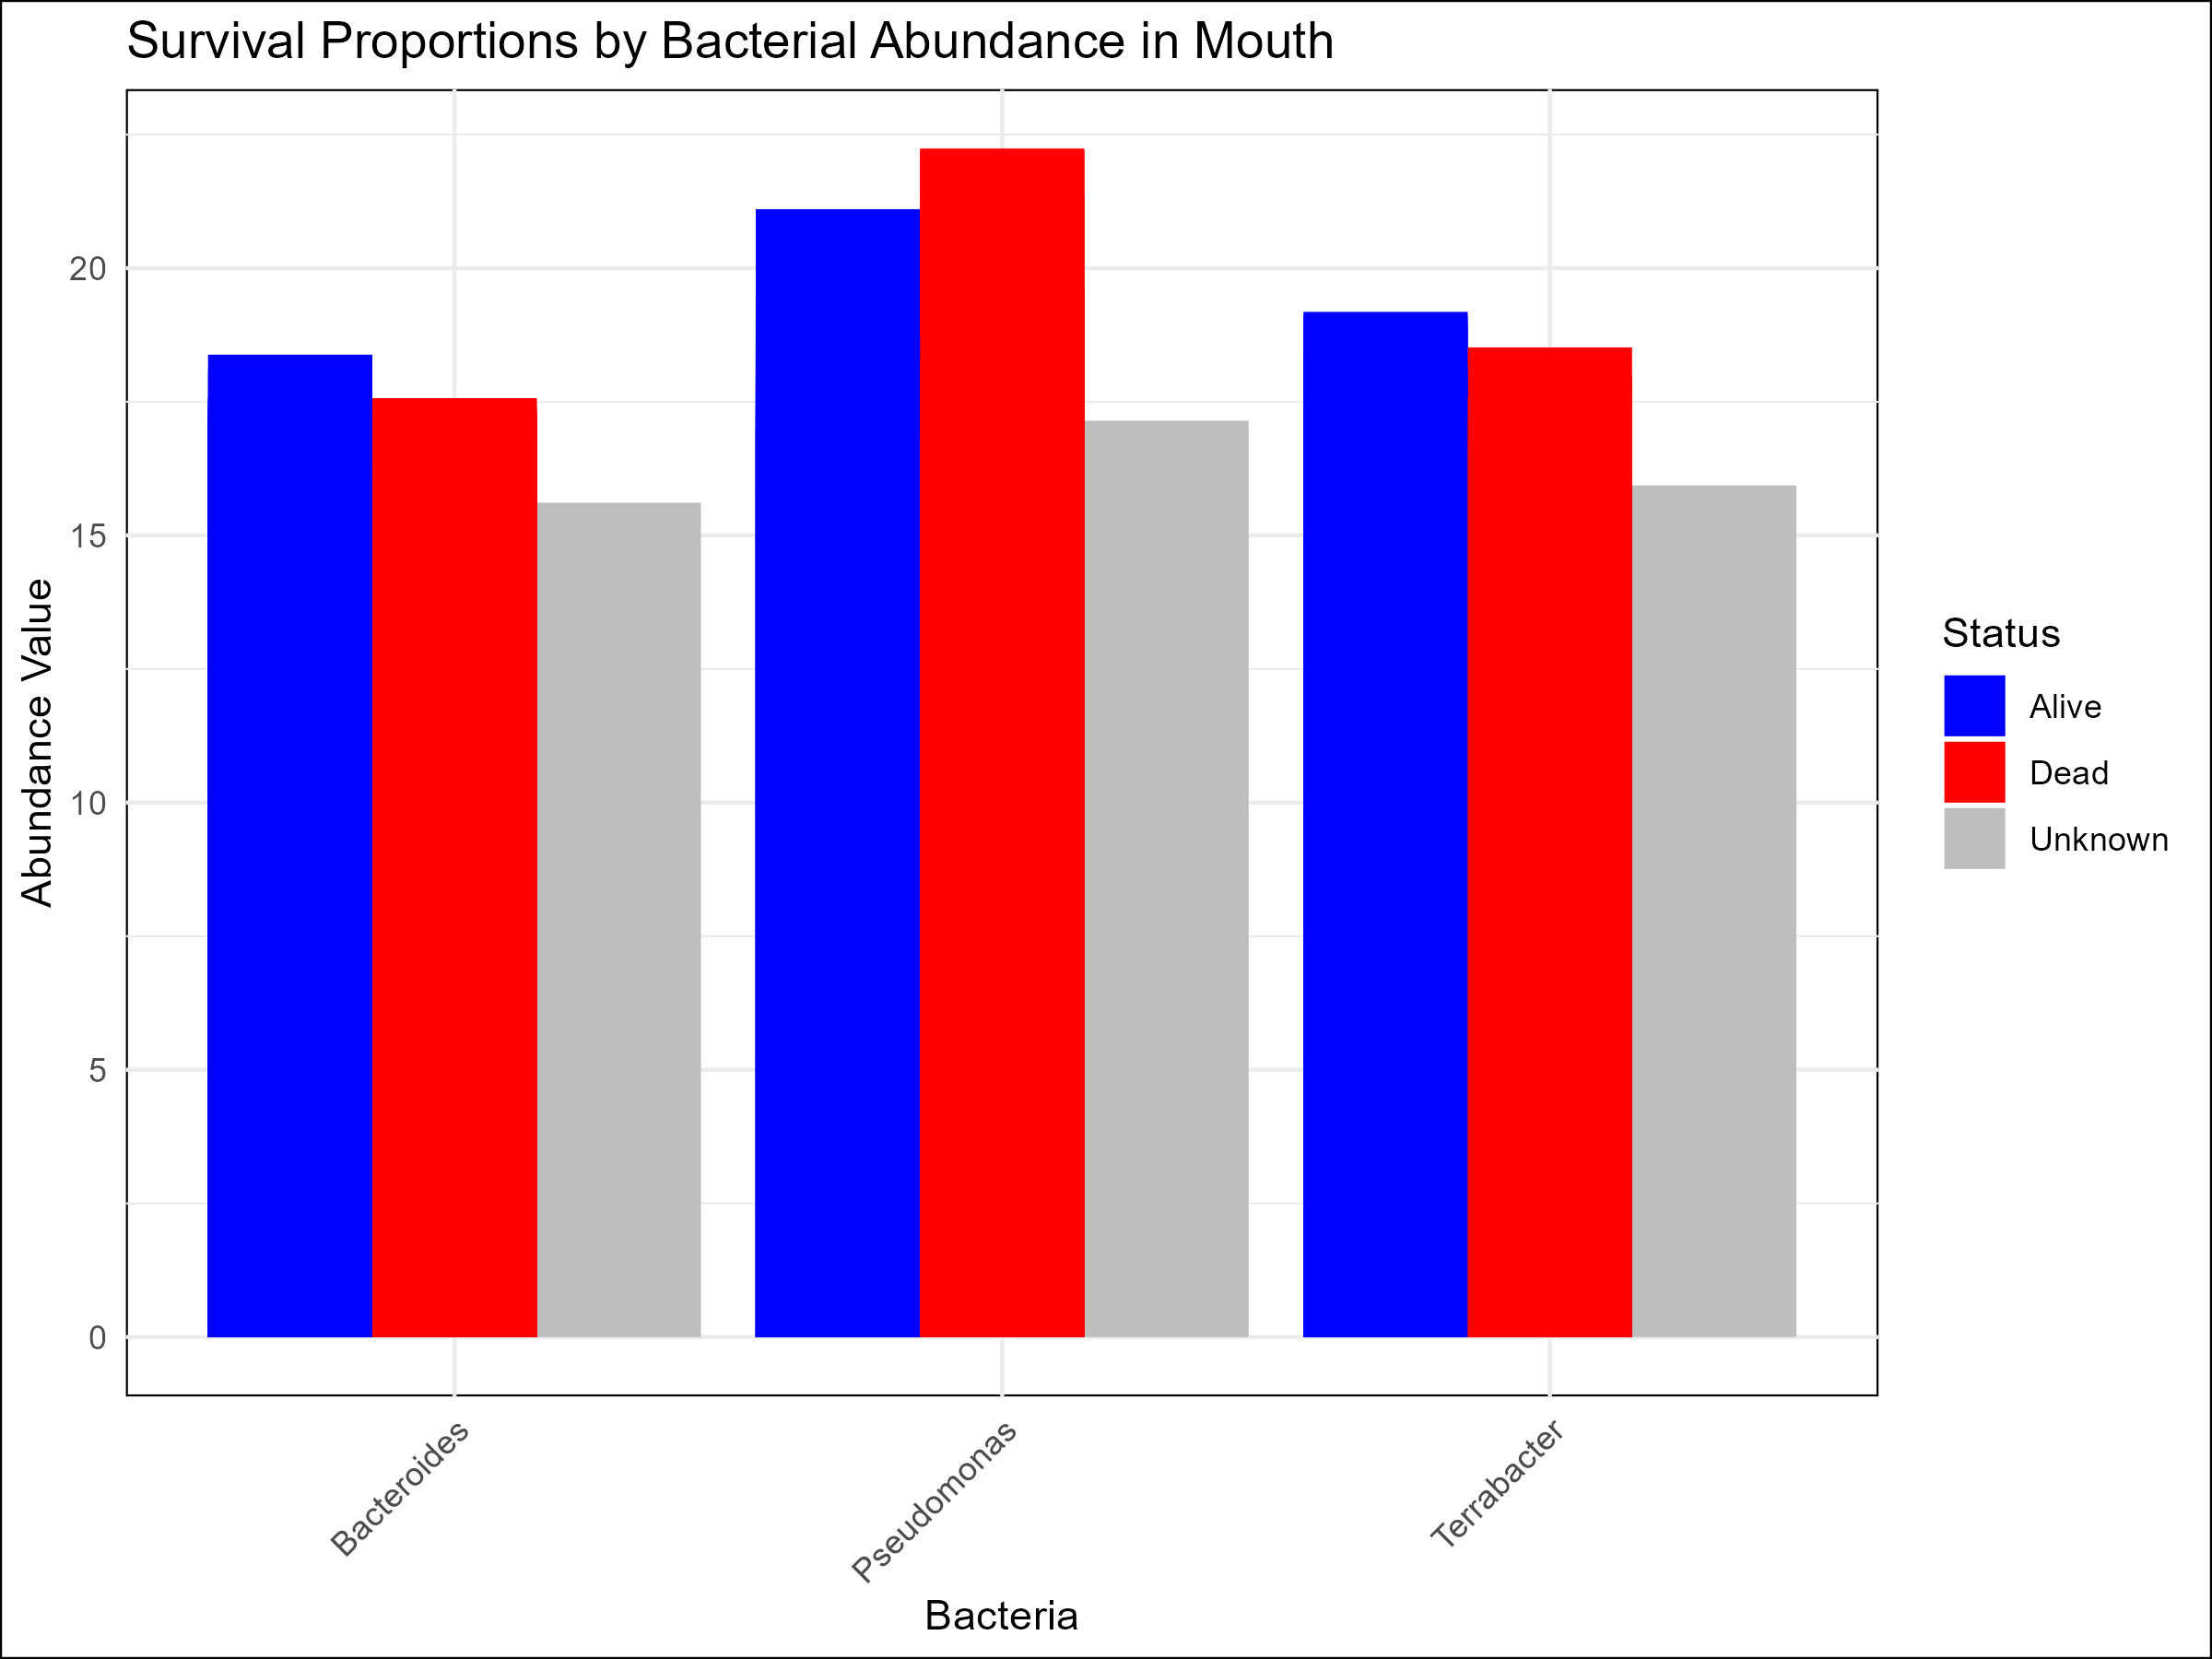 Survival Proportions by Bacterial Abundance in Mouth
Abundance Value
20
15
10
5
0
Bacteroides
Pseudomonas
Terrabacter
Bacteria
Status
Alive
Dead
Unknown